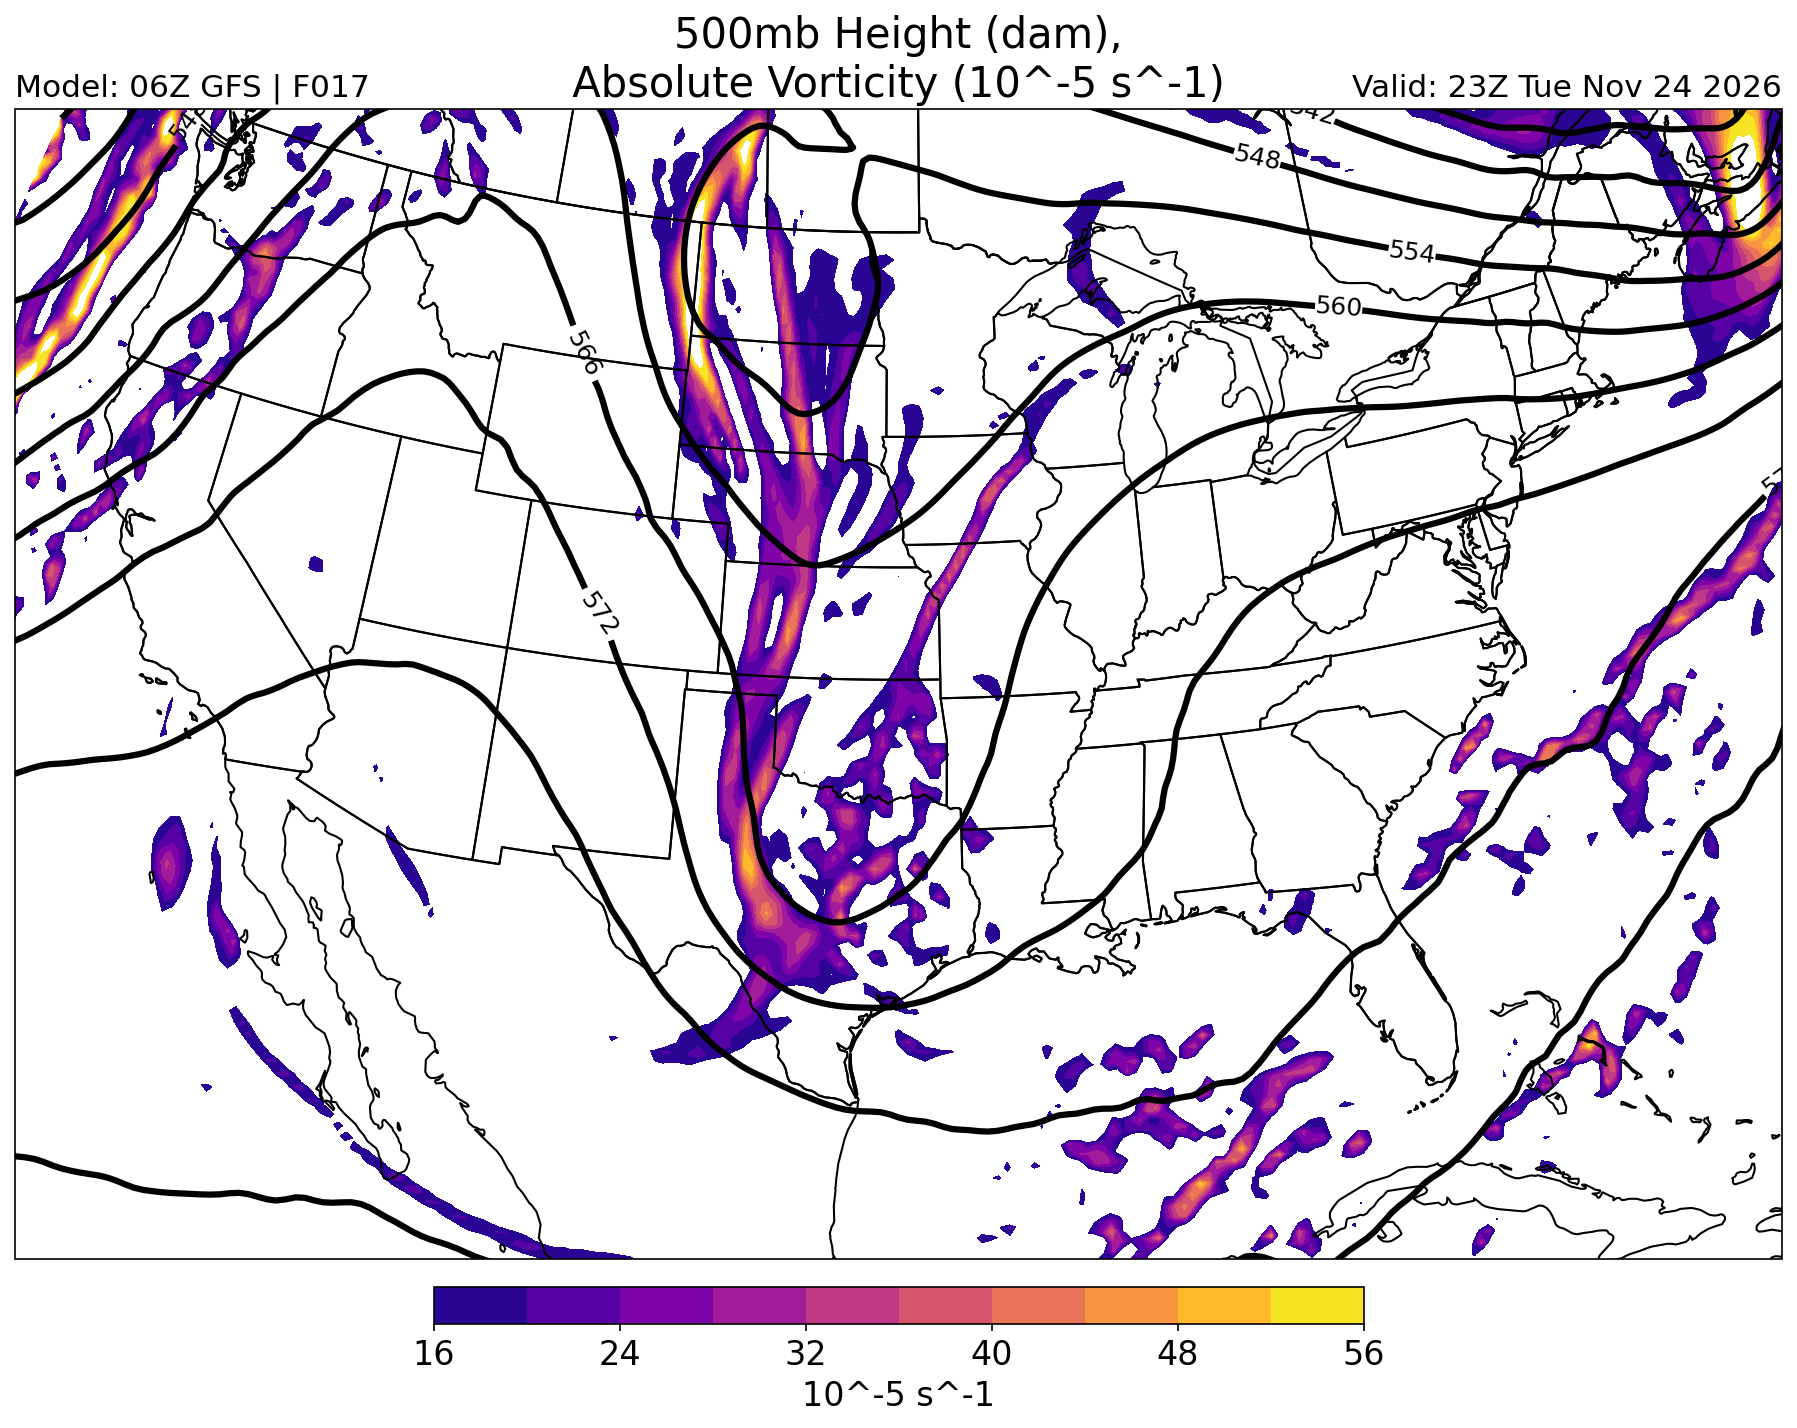 500mb Height (dam),
Absolute Vorticity (10^-5 s^-1)
Model: 06Z GFS | F017
Valid: 23Z Tue Nov 24 2026
542
548
554
560
566
572
16 24 32 40 48 56
10^-5 s^-1